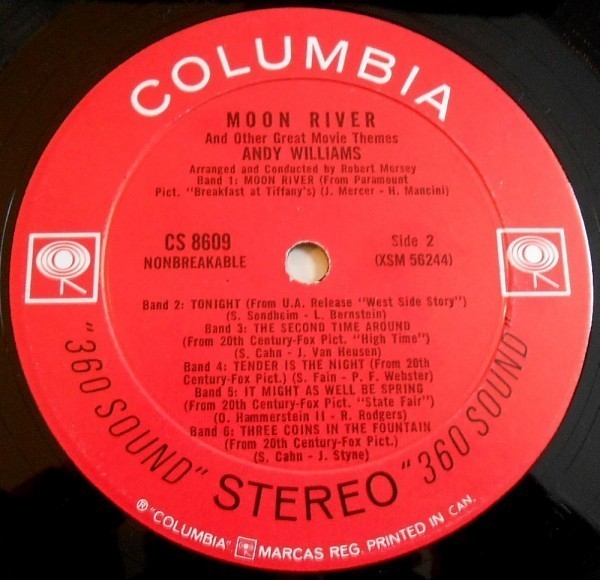 COLUMBIA
MOON RIVER
And Other Great Movie Themes
ANDY WILLIAMS
Arranged and Conducted by Robert Mersey
Band 1: MOON RIVER (From Paramount
Pict. "Breakfast at Tiffany's) (J. Mercer - H. Mancini)
CS 8609
NONBREAKABLE
Side 2
(XSM 56244)
Band 2: TONIGHT (From U.A. Release "West Side Story")
(S. Sondheim - L. Bernstein)
Band 3: THE SECOND TIME AROUND
(From 20th Century-Fox Pict. "High Time")
(S. Cahn - J. Van Heusen)
Band 4: TENDER IS THE NIGHT (From 20th
Century-Fox Pict.) (S. Fain - P. F. Webster)
Band 5: IT MIGHT AS WELL BE SPRING
(From 20th Century-Fox Pict. "State Fair")
(O. Hammerstein II - R. Rodgers)
Band 6: THREE COINS IN THE FOUNTAIN
(From 20th Century-Fox Pict.)
(S. Cahn - J. Styne)
"360 SOUND" STEREO "360 SOUND"
® "COLUMBIA" MARCAS REG. PRINTED IN CAN.